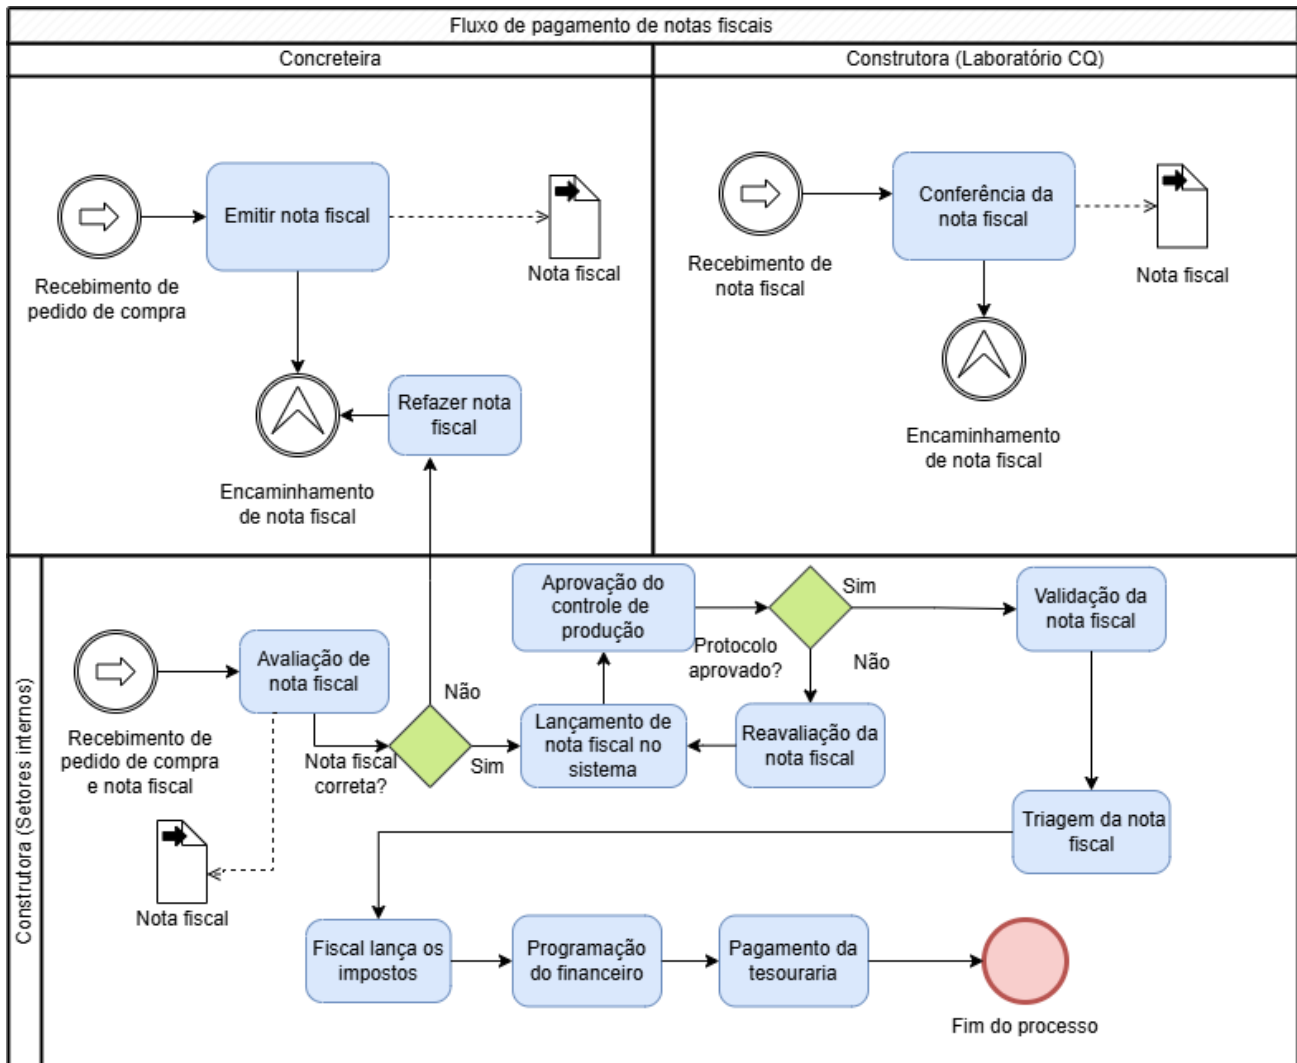 Fluxo de pagamento de notas fiscais
Concreteira
Construtora (Laboratório CQ)
Emitir nota fiscal
Recebimento de
pedido de compra
Nota fiscal
Refazer nota
fiscal
Encaminhamento
de nota fiscal
Conferência da
nota fiscal
Recebimento de
nota fiscal
Nota fiscal
Encaminhamento
de nota fiscal
Construtora (Setores internos)
Recebimento de
pedido de compra
e nota fiscal
Avaliação de
nota fiscal
Nota fiscal
Nota fiscal
correta?
Não
Sim
Lançamento de
nota fiscal no
sistema
Aprovação do
controle de
produção
Protocolo
aprovado?
Sim
Não
Reavaliação da
nota fiscal
Validação da
nota fiscal
Triagem da nota
fiscal
Fiscal lança os
impostos
Programação
do financeiro
Pagamento da
tesouraria
Fim do processo